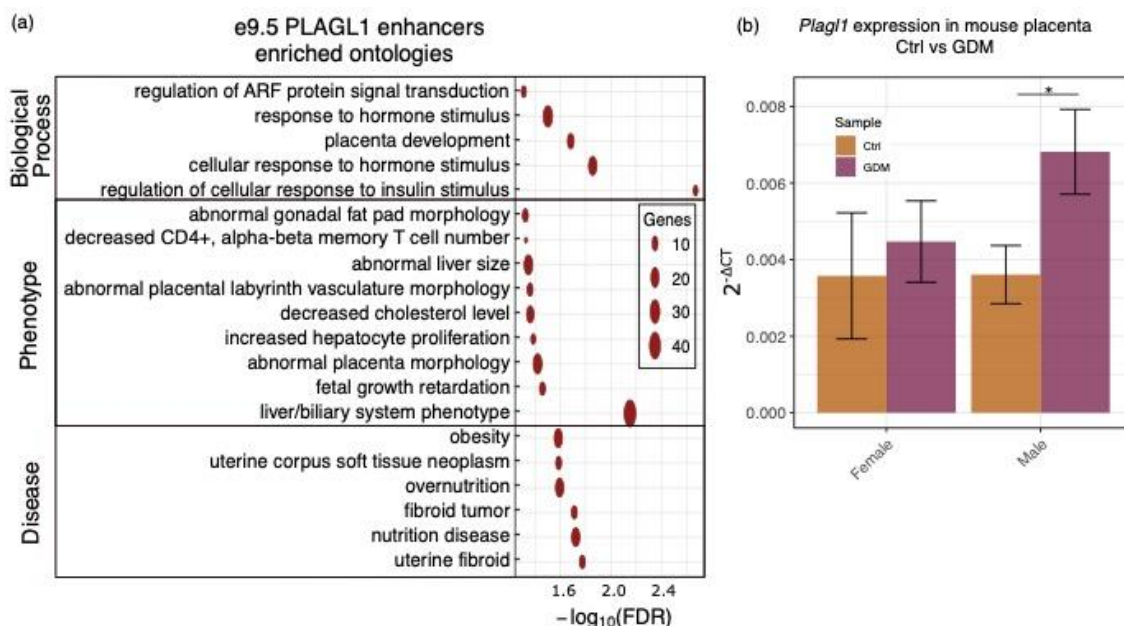 (a)
e9.5 PLAGL1 enhancers
enriched ontologies
Biological
Process
regulation of ARF protein signal transduction
response to hormone stimulus
placenta development
cellular response to hormone stimulus
regulation of cellular response to insulin stimulus
Phenotype
abnormal gonadal fat pad morphology
decreased CD4+, alpha-beta memory T cell number
abnormal liver size
abnormal placental labyrinth vasculature morphology
decreased cholesterol level
increased hepatocyte proliferation
abnormal placenta morphology
fetal growth retardation
liver/biliary system phenotype
Genes
10
20
30
40
Disease
obesity
uterine corpus soft tissue neoplasm
overnutrition
fibroid tumor
nutrition disease
uterine fibroid
1.6 2.0 2.4
−log₁₀(FDR)
(b)
Plagl1 expression in mouse placenta
Ctrl vs GDM
2^-ΔCT
0.008
0.006
0.004
0.002
0.000
Sample
Ctrl
GDM
*
Female
Male